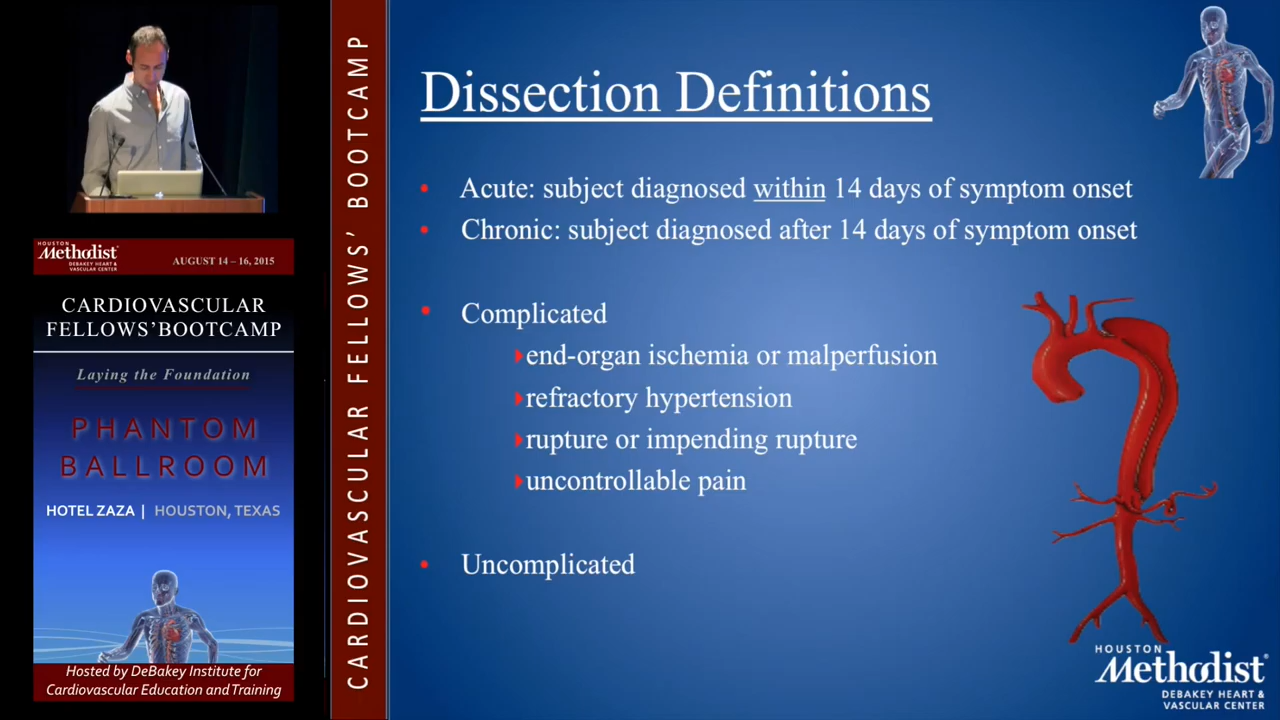 HOUSTON
Methodist
DEBAKEY HEART &
VASCULAR CENTER
AUGUST 14 – 16, 2015
CARDIOVASCULAR
FELLOWS’BOOTCAMP
Laying the Foundation
PHANTOM
BALLROOM
HOTEL ZAZA | HOUSTON, TEXAS
Hosted by DeBakey Institute for
Cardiovascular Education and Training
CARDIOVASCULAR FELLOWS’ BOOTCAMP
Dissection Definitions
• Acute: subject diagnosed within 14 days of symptom onset
• Chronic: subject diagnosed after 14 days of symptom onset
• Complicated
end-organ ischemia or malperfusion
refractory hypertension
rupture or impending rupture
uncontrollable pain
• Uncomplicated
HOUSTON
Methodist®
DEBAKEY HEART &
VASCULAR CENTER